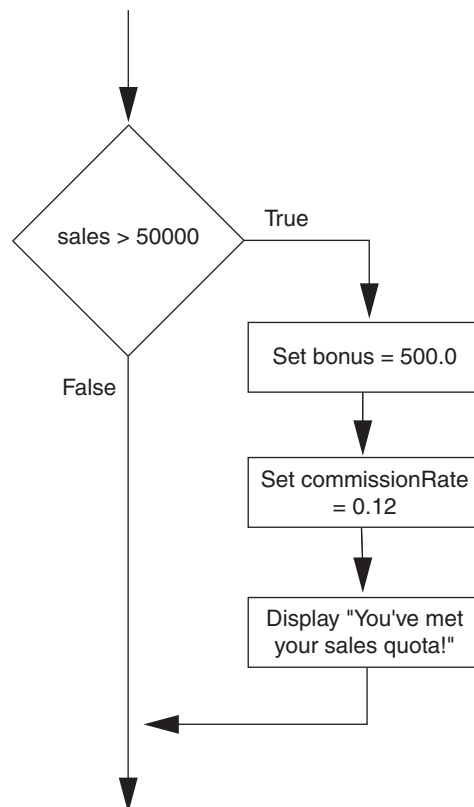 sales > 50000
True
Set bonus = 500.0
False
Set commissionRate
= 0.12
Display "You've met
your sales quota!"